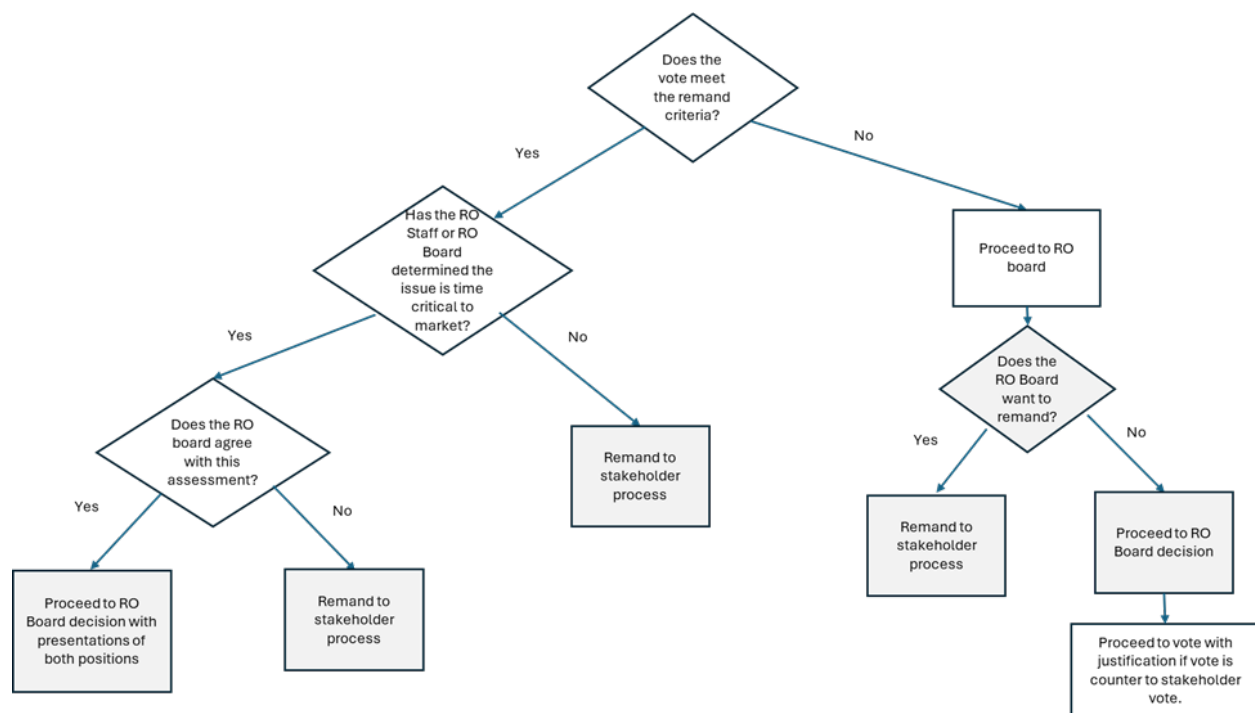 Does the
vote meet
the remand
criteria?
Yes
No
Has the RO
Staff or RO
Board
determined the
issue is time
critical to
market?
Proceed to RO
board
Yes
No
Does the
RO Board
want to
remand?
Does the RO
board agree
with this
assessment?
Remand to
stakeholder
process
Yes
No
Yes
No
Remand to
stakeholder
process
Proceed to RO
Board decision
Proceed to RO
Board decision with
presentations of
both positions
Remand to
stakeholder
process
Proceed to vote with
justification if vote is
counter to stakeholder
vote.